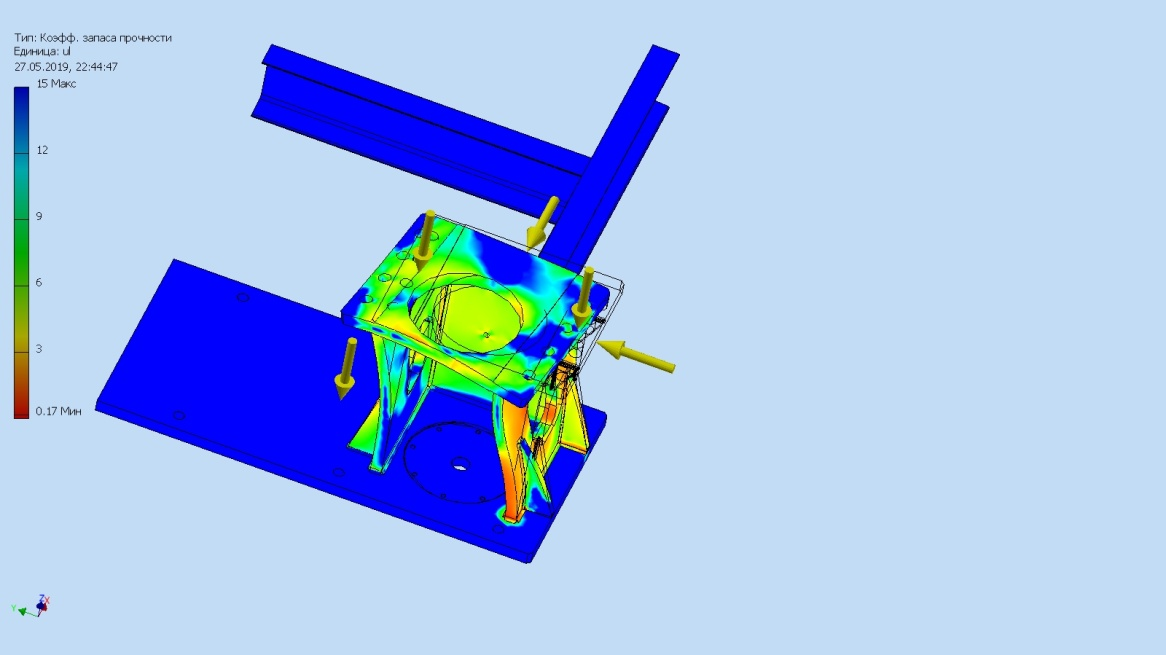 Тип: Коэфф. запаса прочности
Единица: ul
27.05.2019, 22:44:47
15 Макс
12
9
6
3
0.17 Мин
Z
X
Y